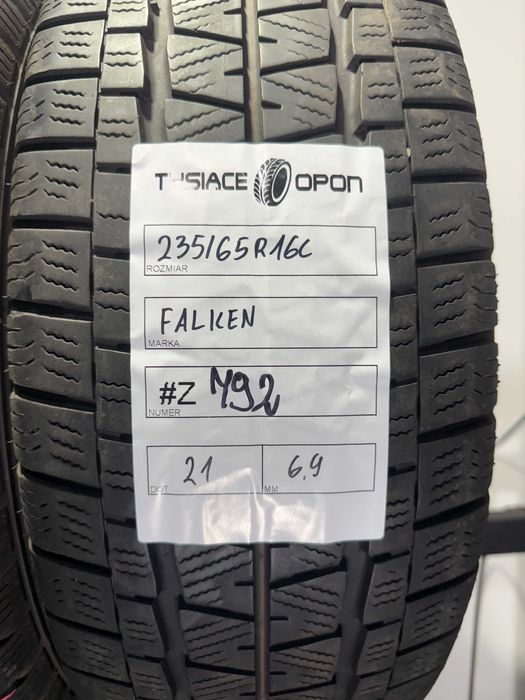 TYSIACE OPON
235/65R16C
ROZMIAR
FALKEN
MARKA
#Z 792
NUMER
21 6,9
DOT MM